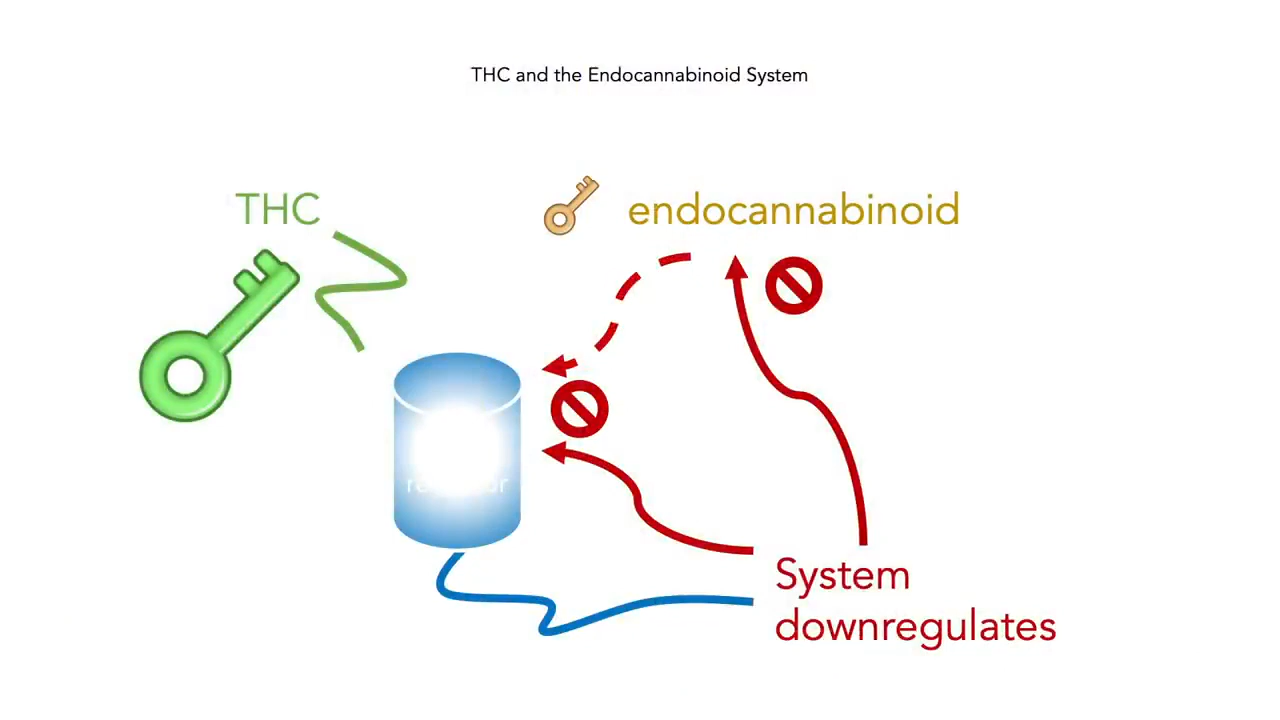 THC and the Endocannabinoid System
THC
endocannabinoid
System
downregulates